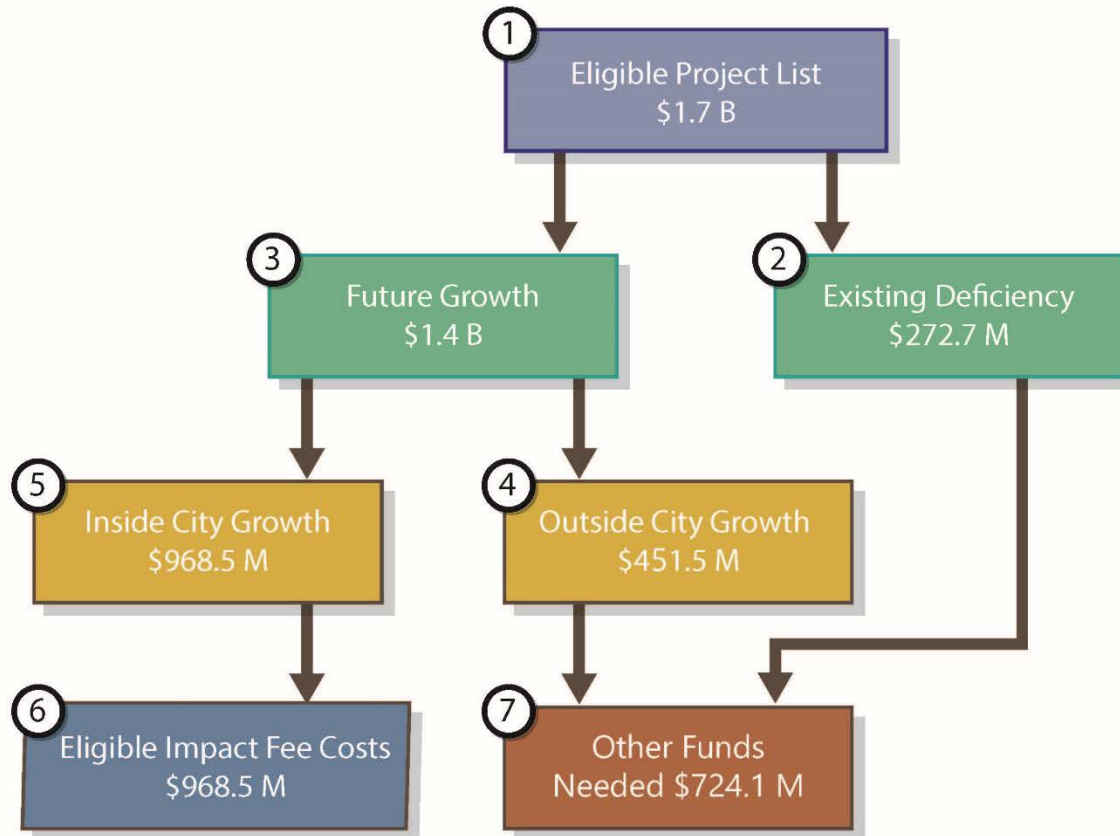 1
Eligible Project List
$1.7 B
3
Future Growth
$1.4 B
2
Existing Deficiency
$272.7 M
5
Inside City Growth
$968.5 M
4
Outside City Growth
$451.5 M
6
Eligible Impact Fee Costs
$968.5 M
7
Other Funds
Needed $724.1 M